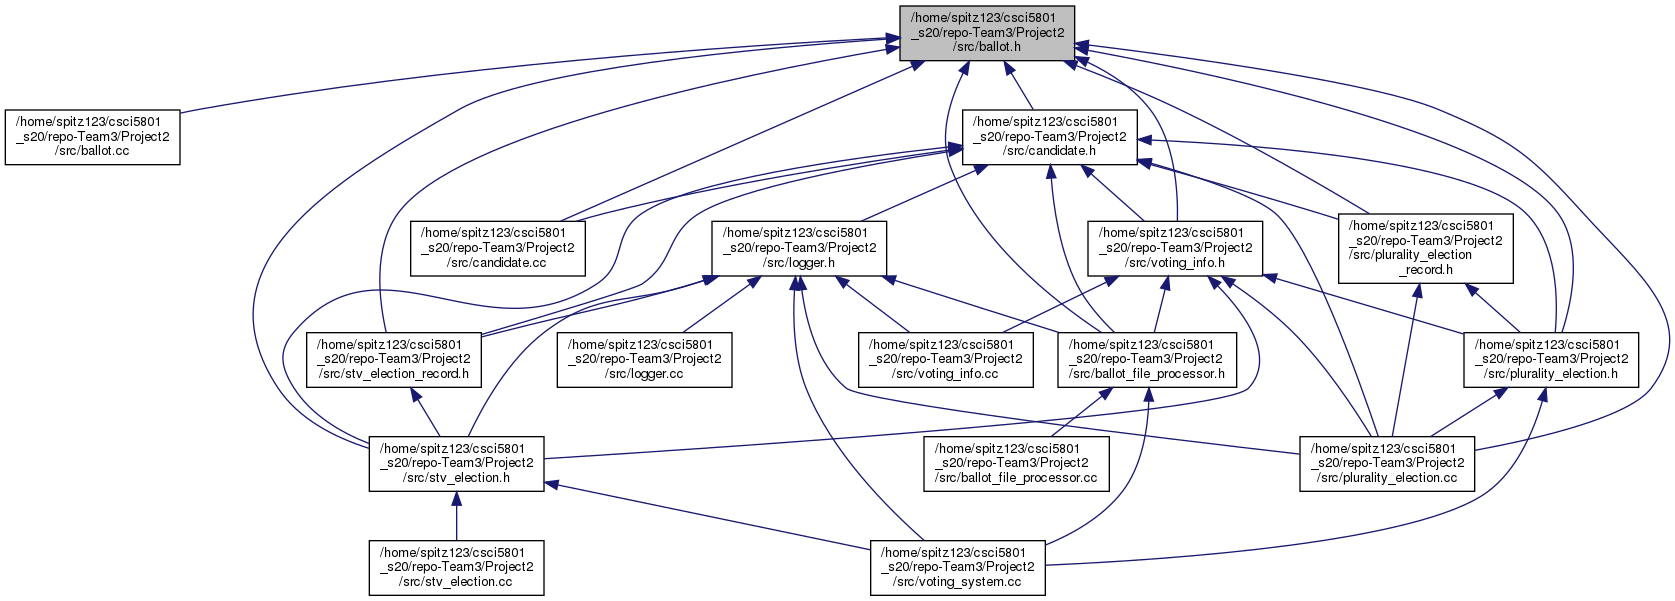 /home/spitz123/csci5801
_s20/repo-Team3/Project2
/src/ballot.h
/home/spitz123/csci5801
_s20/repo-Team3/Project2
/src/ballot.cc
/home/spitz123/csci5801
_s20/repo-Team3/Project2
/src/candidate.h
/home/spitz123/csci5801
_s20/repo-Team3/Project2
/src/candidate.cc
/home/spitz123/csci5801
_s20/repo-Team3/Project2
/src/logger.h
/home/spitz123/csci5801
_s20/repo-Team3/Project2
/src/voting_info.h
/home/spitz123/csci5801
_s20/repo-Team3/Project2
/src/plurality_election
_record.h
/home/spitz123/csci5801
_s20/repo-Team3/Project2
/src/stv_election_record.h
/home/spitz123/csci5801
_s20/repo-Team3/Project2
/src/logger.cc
/home/spitz123/csci5801
_s20/repo-Team3/Project2
/src/voting_info.cc
/home/spitz123/csci5801
_s20/repo-Team3/Project2
/src/ballot_file_processor.h
/home/spitz123/csci5801
_s20/repo-Team3/Project2
/src/plurality_election.h
/home/spitz123/csci5801
_s20/repo-Team3/Project2
/src/stv_election.h
/home/spitz123/csci5801
_s20/repo-Team3/Project2
/src/ballot_file_processor.cc
/home/spitz123/csci5801
_s20/repo-Team3/Project2
/src/plurality_election.cc
/home/spitz123/csci5801
_s20/repo-Team3/Project2
/src/stv_election.cc
/home/spitz123/csci5801
_s20/repo-Team3/Project2
/src/voting_system.cc